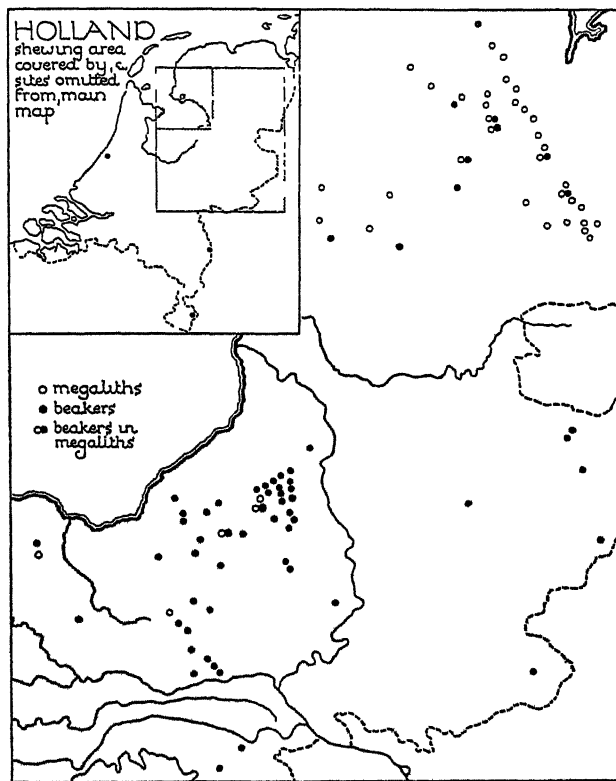 HOLLAND
shewing area
covered by, &
sites omitted
from, main
map
megaliths
beakers
beakers in
megaliths